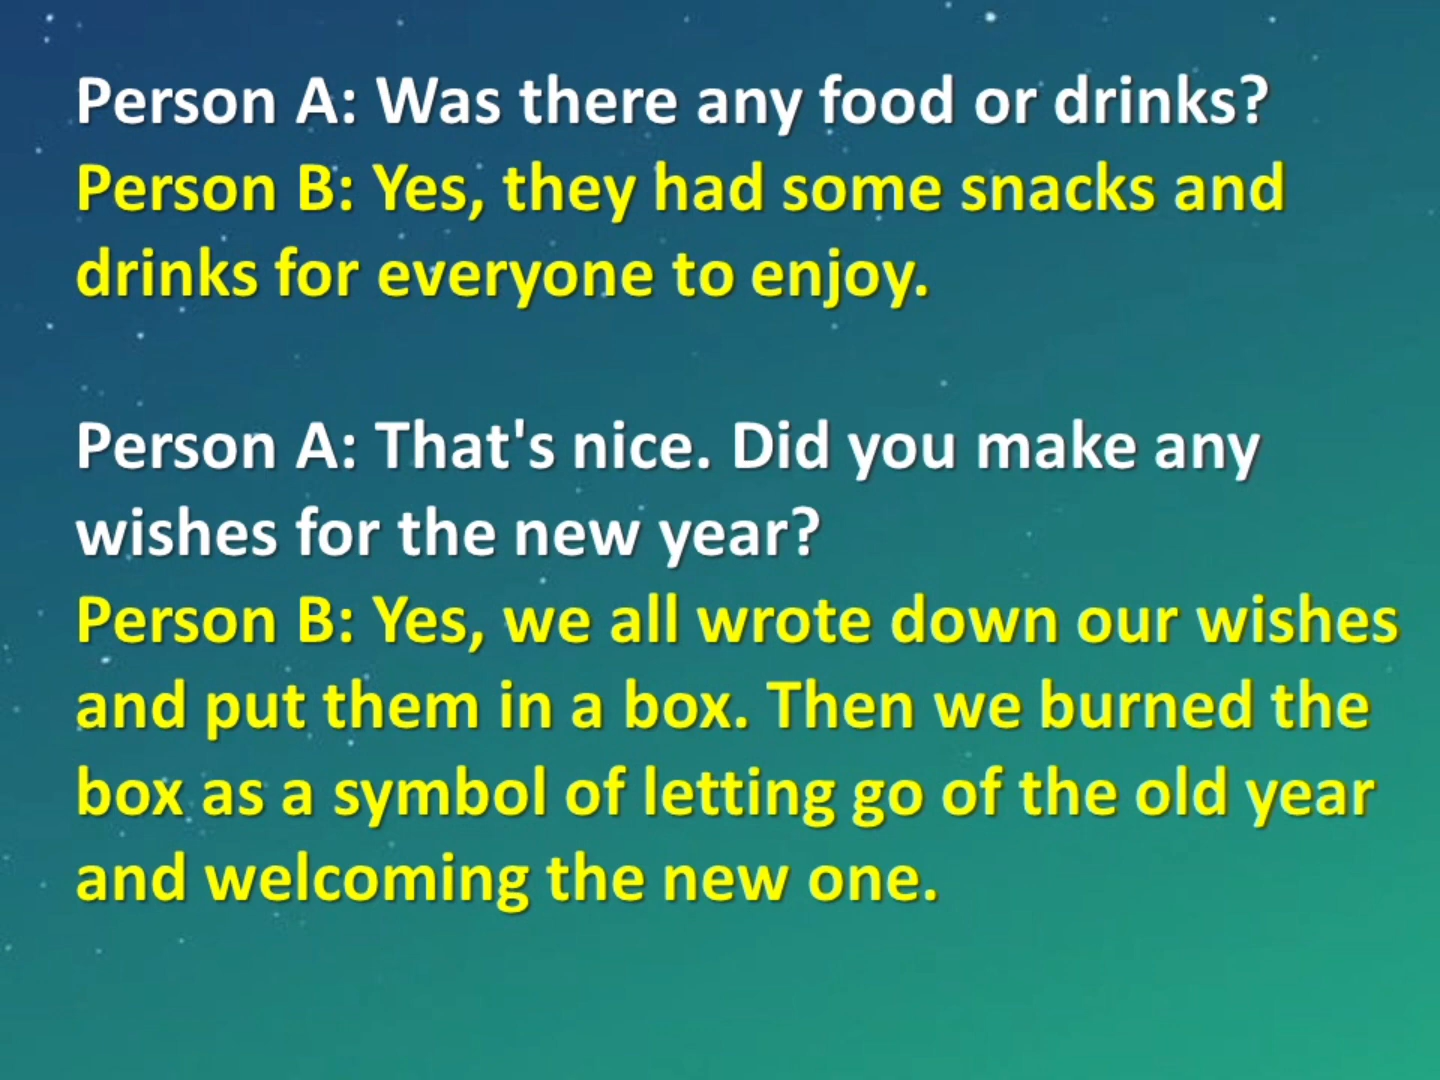 Person A: Was there any food or drinks?
Person B: Yes, they had some snacks and
drinks for everyone to enjoy.
Person A: That's nice. Did you make any
wishes for the new year?
Person B: Yes, we all wrote down our wishes
and put them in a box. Then we burned the
box as a symbol of letting go of the old year
and welcoming the new one.